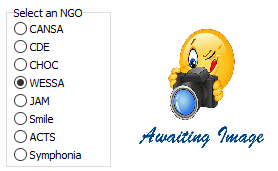 Select an NGO
CANSA
CDE
CHOC
WESSA
JAM
Smile
ACTS
Symphonia
Awaiting Image